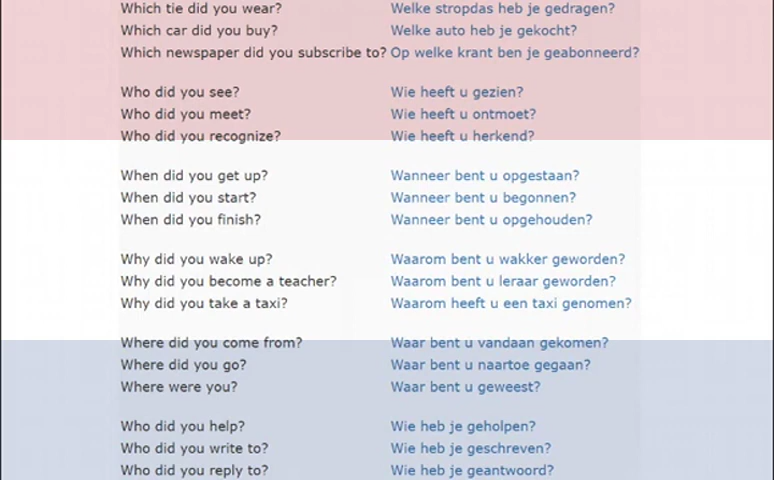 Which tie did you wear? Welke stropdas heb je gedragen?
Which car did you buy? Welke auto heb je gekocht?
Which newspaper did you subscribe to? Op welke krant ben je geabonneerd?
Who did you see? Wie heeft u gezien?
Who did you meet? Wie heeft u ontmoet?
Who did you recognize? Wie heeft u herkend?
When did you get up? Wanneer bent u opgestaan?
When did you start? Wanneer bent u begonnen?
When did you finish? Wanneer bent u opgehouden?
Why did you wake up? Waarom bent u wakker geworden?
Why did you become a teacher? Waarom bent u leraar geworden?
Why did you take a taxi? Waarom heeft u een taxi genomen?
Where did you come from? Waar bent u vandaan gekomen?
Where did you go? Waar bent u naartoe gegaan?
Where were you? Waar bent u geweest?
Who did you help? Wie heb je geholpen?
Who did you write to? Wie heb je geschreven?
Who did you reply to? Wie heb je geantwoord?